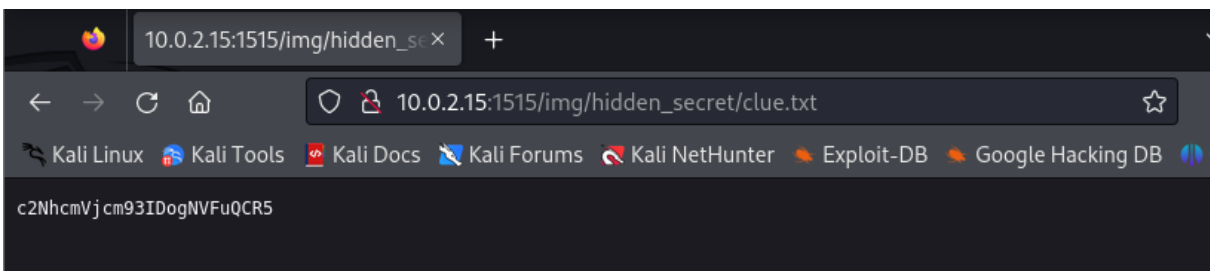 10.0.2.15:1515/img/hidden_se
10.0.2.15:1515/img/hidden_secret/clue.txt
Kali Linux Kali Tools Kali Docs Kali Forums Kali NetHunter Exploit-DB Google Hacking DB
c2NhcmVjcm93IDogNVFuQCR5